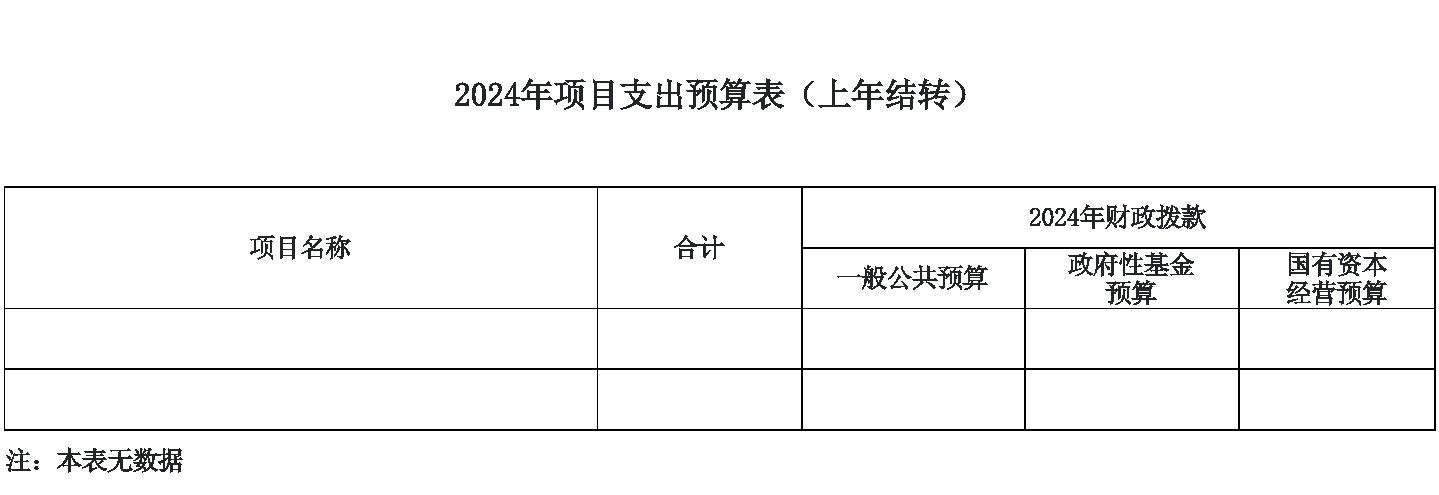 2024年项目支出预算表（上年结转）
项目名称
合计
2024年财政拨款
一般公共预算
政府性基金
预算
国有资本
经营预算
注：本表无数据